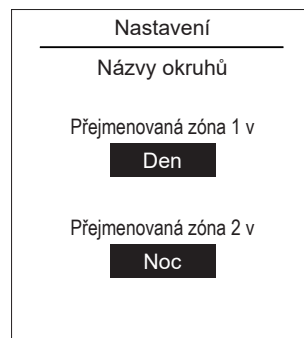 Nastavení
Názvy okruhů
Přejmenovaná zóna 1 v
Den
Přejmenovaná zóna 2 v
Noc